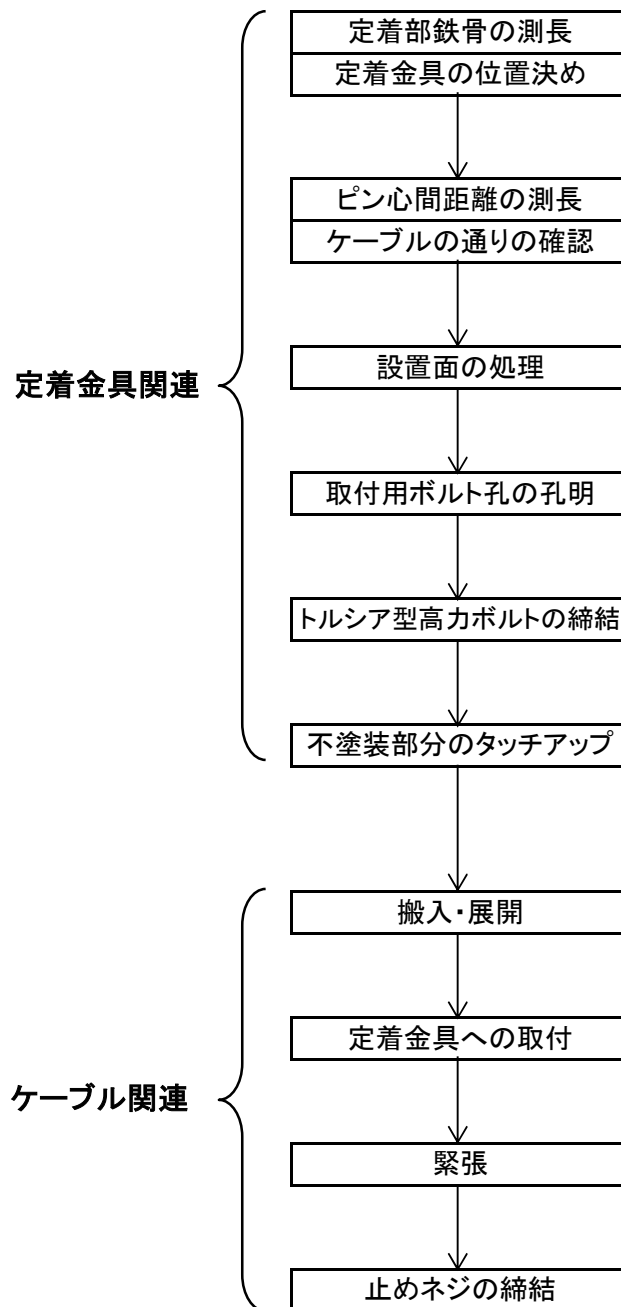 定着部鉄骨の測長
定着金具の位置決め
ピン心間距離の測長
ケーブルの通りの確認
設置面の処理
定着金具関連
取付用ボルト孔の孔明
トルシア型高力ボルトの締結
不塗装部分のタッチアップ
搬入・展開
定着金具への取付
ケーブル関連
緊張
止めネジの締結